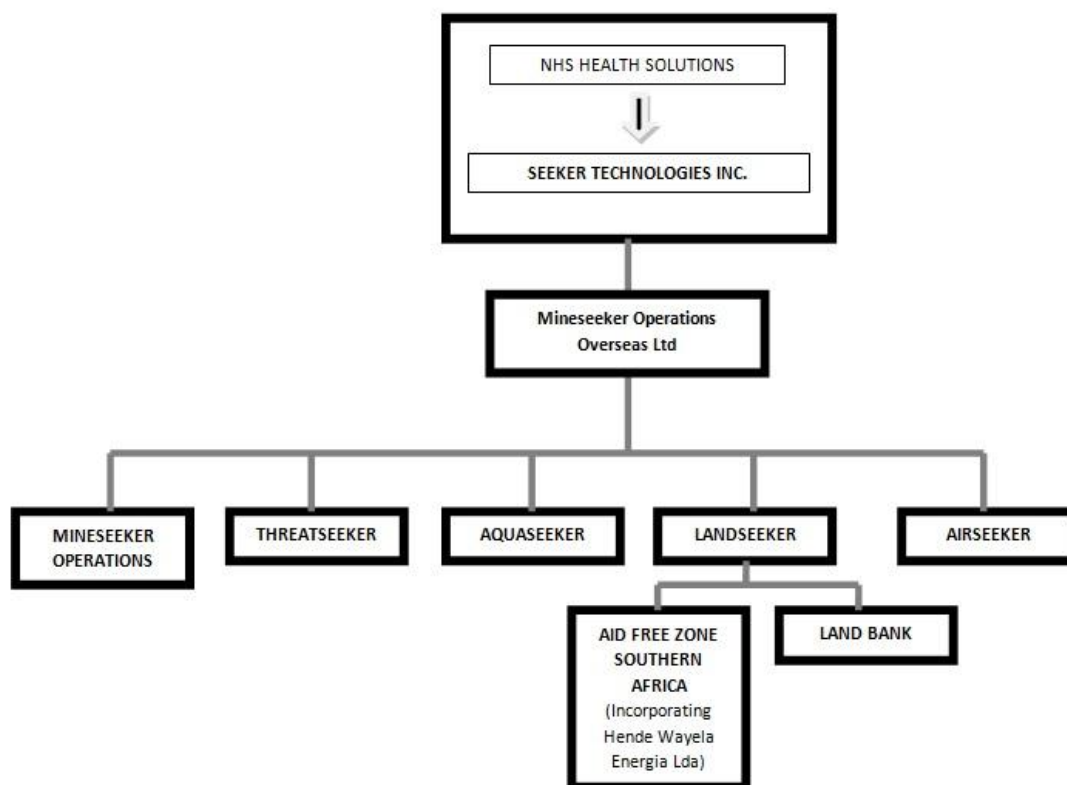 NHS HEALTH SOLUTIONS
SEEKER TECHNOLOGIES INC.
Mineseeker Operations
Overseas Ltd
MINESEEKER
OPERATIONS
THREATSEEKER
AQUASEEKER
LANDSEEKER
AIRSEEKER
AID FREE ZONE
SOUTHERN
AFRICA
(Incorporating
Hende Wayela
Energia Lda)
LAND BANK